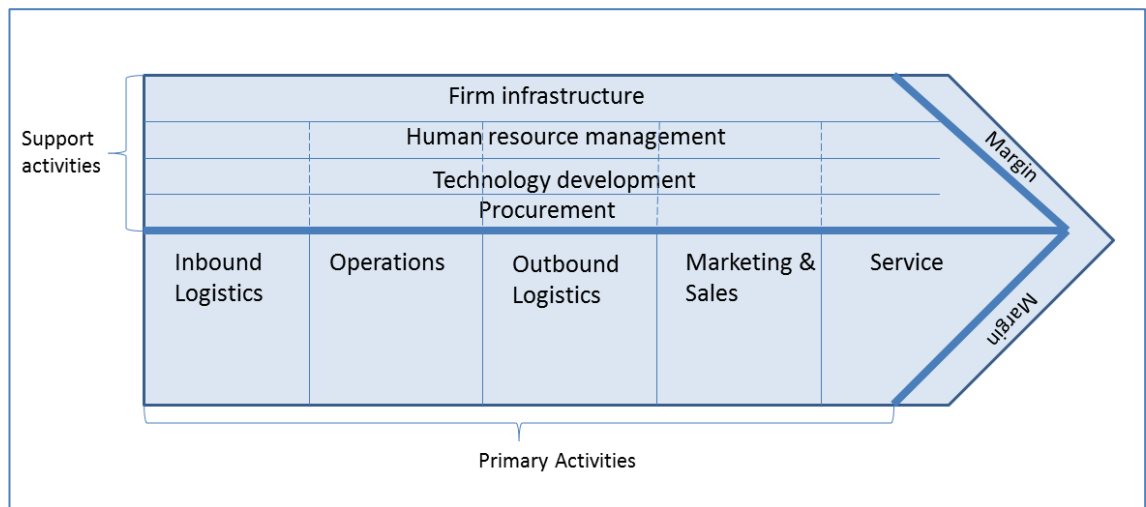 Firm infrastructure
Support
activities
Human resource management
Technology development
Procurement
Margin
Inbound
Logistics
Operations
Outbound
Logistics
Marketing &
Sales
Service
Margin
Primary Activities